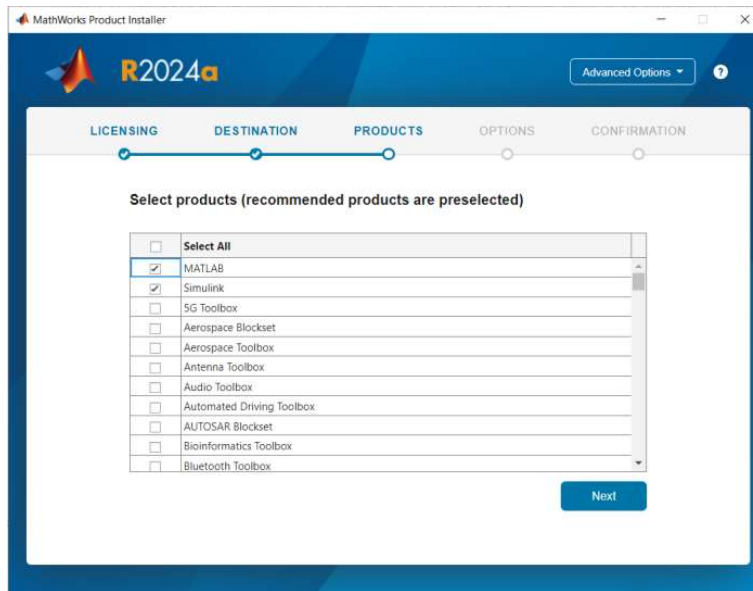 MathWorks Product Installer
R2024a
Advanced Options
?
LICENSING DESTINATION PRODUCTS OPTIONS CONFIRMATION
Select products (recommended products are preselected)
Select All
MATLAB
Simulink
5G Toolbox
Aerospace Blockset
Aerospace Toolbox
Antenna Toolbox
Audio Toolbox
Automated Driving Toolbox
AUTOSAR Blockset
Bioinformatics Toolbox
Bluetooth Toolbox
Next